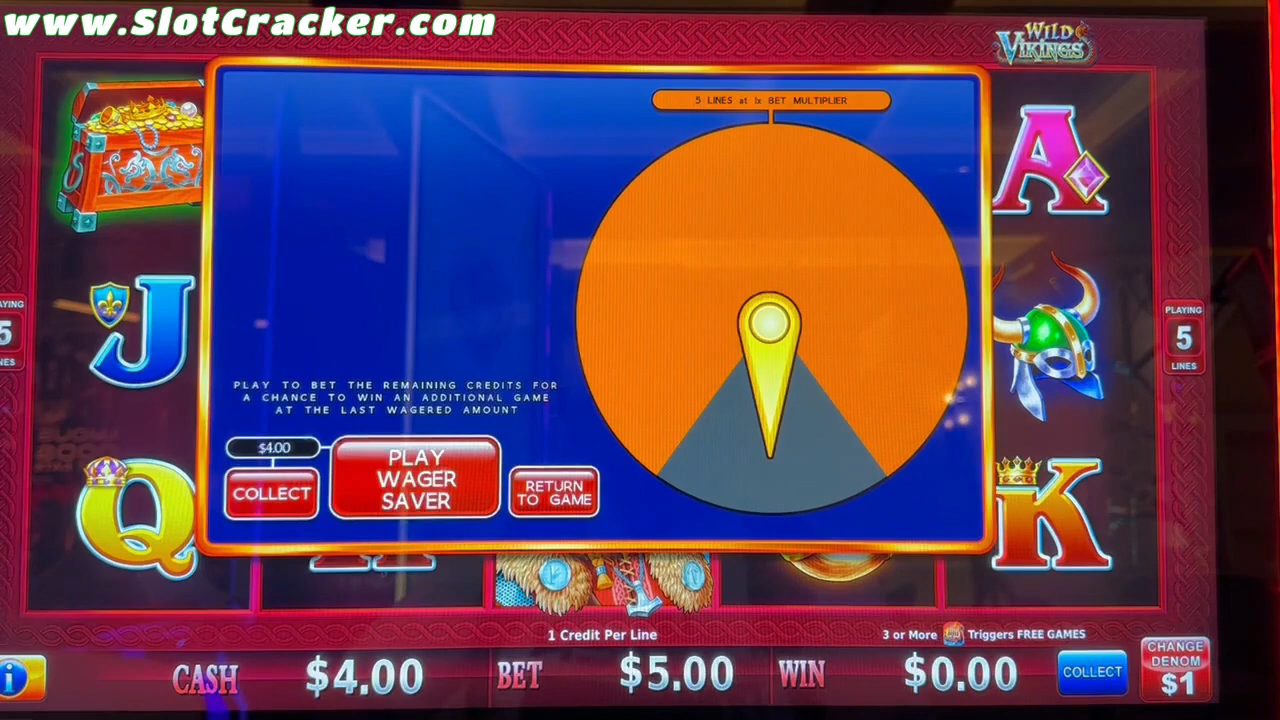 www.SlotCracker.com
WILD
VIKINGS
5 LINES at 1x BET MULTIPLIER
A
J
PLAYING
5
LINES
PLAY TO BET THE REMAINING CREDITS FOR
A CHANCE TO WIN AN ADDITIONAL GAME
AT THE LAST WAGERED AMOUNT
$4.00
COLLECT
PLAY
WAGER
SAVER
RETURN
TO GAME
Q
K
1 Credit Per Line
3 or More Triggers FREE GAMES
CASH $4.00 BET $5.00 WIN $0.00
COLLECT
CHANGE
DENOM
$1